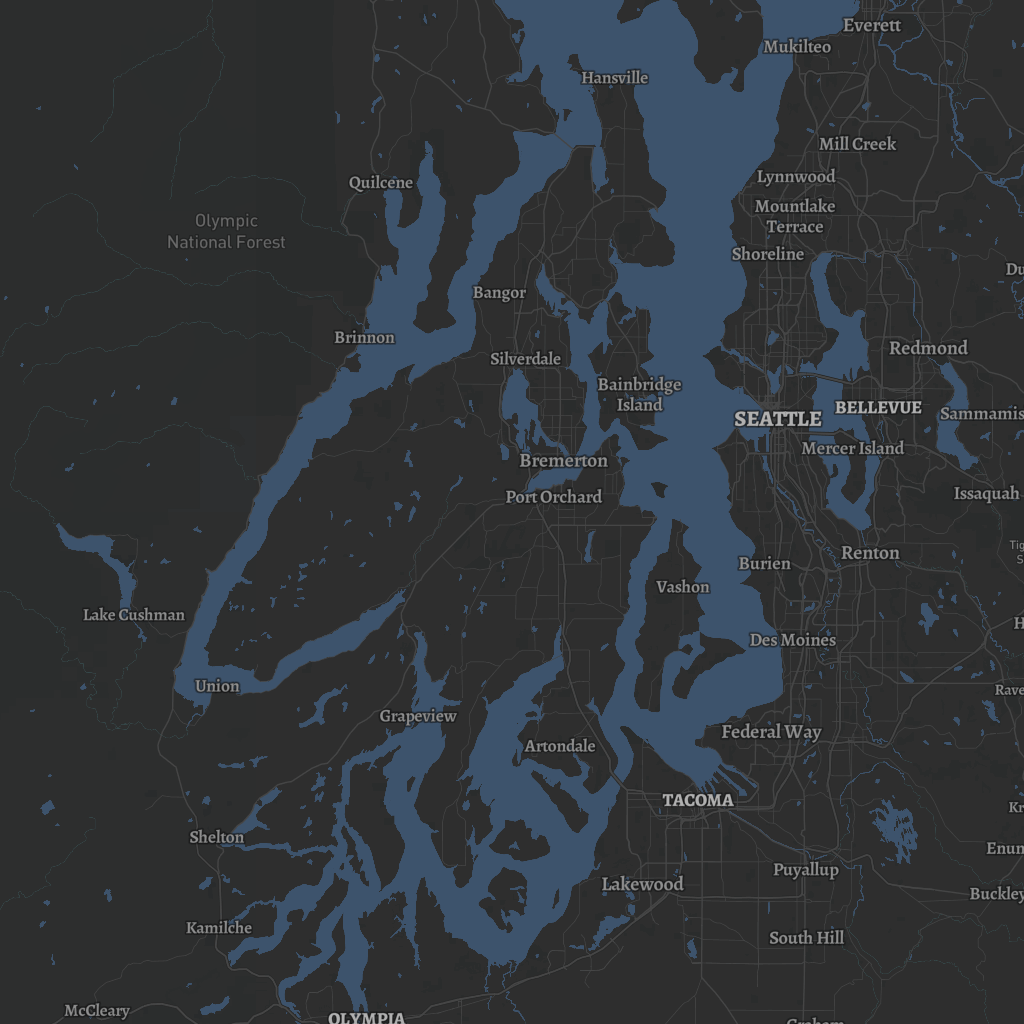 Everett
Mukilteo
Hansville
Mill Creek
Lynnwood
Quilcene
Mountlake
Terrace
Olympic
National Forest
Shoreline
Du
Bangor
Brinnon
Redmond
Silverdale
Bainbridge
Island
BELLEVUE
Sammamis
SEATTLE
Mercer Island
Bremerton
Issaquah
Port Orchard
Tig
S
Renton
Burien
Vashon
Lake Cushman
H
Des Moines
Union
Rave
Grapeview
Federal Way
Artondale
TACOMA
Kr
Shelton
Enum
Puyallup
Lakewood
Buckley
Kamilche
South Hill
McCleary
OLYMPIA
Graham